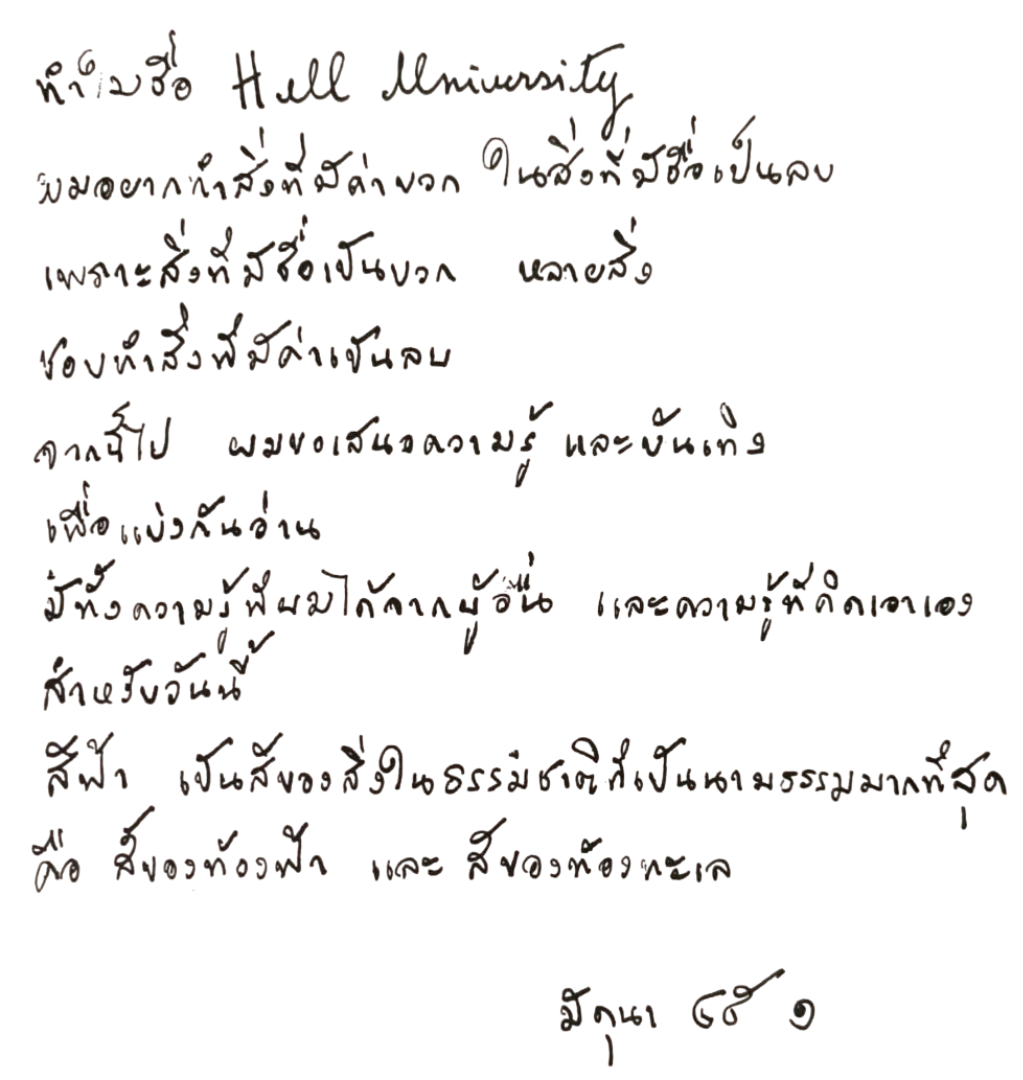 ทำไมชื่อ Hell University
ผมอยากทำสิ่งที่มีค่าบวก ในสิ่งที่มีชื่อเป็นลบ
เพราะสิ่งที่มีชื่อเป็นบวก หลายสิ่ง
ชอบทำสิ่งที่มีค่าเป็นลบ
จากนี้ไป ผมขอเสนอความรู้ และบันเทิง
เพื่อแบ่งกันอ่าน
มีทั้งความรู้ที่ผมได้จากผู้อื่น และความรู้ที่คิดเอาเอง
สำหรับวันนี้
สีฟ้า เป็นสีของสิ่งในธรรมชาติที่เป็นนามธรรมมากที่สุด
คือ สีของท้องฟ้า และ สีของท้องทะเล
มิถุนา